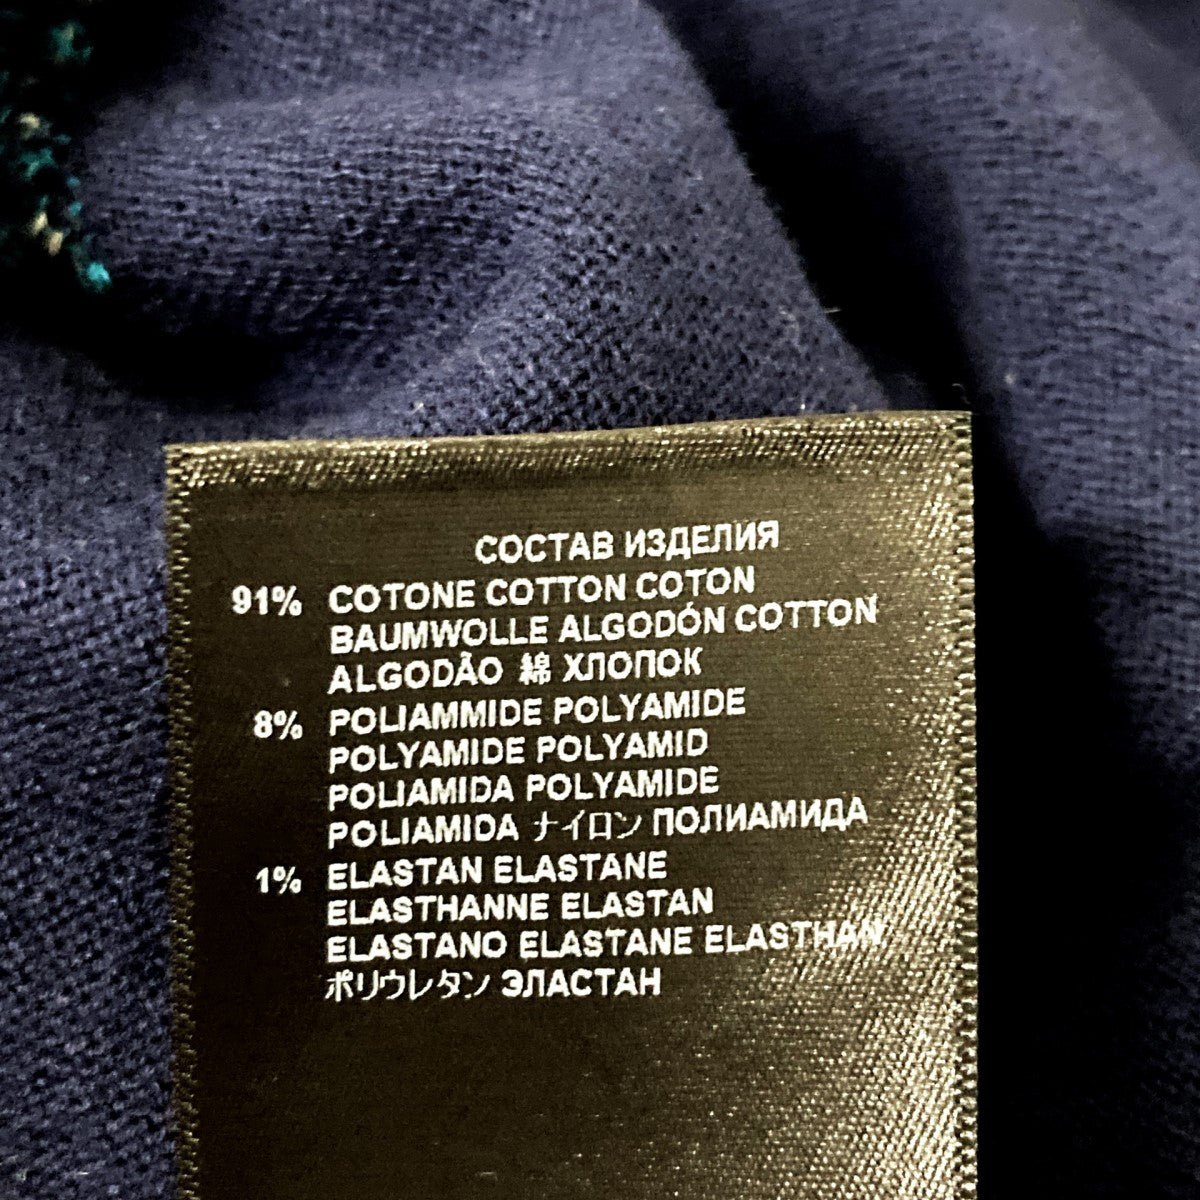 СОСТАВ ИЗДЕЛИЯ
91% COTONE COTTON COTON
BAUMWOLLE ALGODÓN COTTON
ALGODÃO 綿 ХЛОПОК
8% POLIAMMIDE POLYAMIDE
POLYAMIDE POLYAMID
POLIAMIDA POLYAMIDE
POLIAMIDA ナイロン ПОЛИАМИДА
1% ELASTAN ELASTANE
ELASTHANNE ELASTAN
ELASTANO ELASTANE ELASTHAN
ポリウレタン ЭЛАСТАН